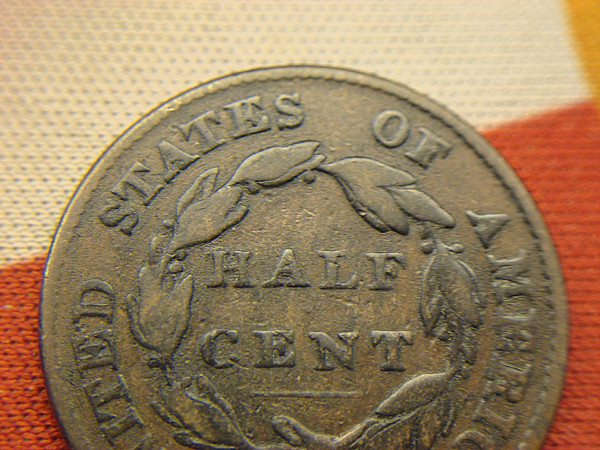 ITED STATES OF AMERIC
HALF
CENT